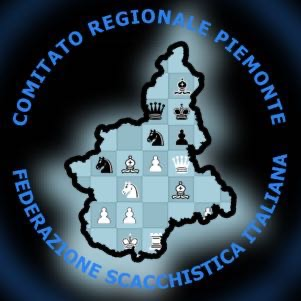 COMITATO REGIONALE PIEMONTE
FEDERAZIONE SCACCHISTICA ITALIANA